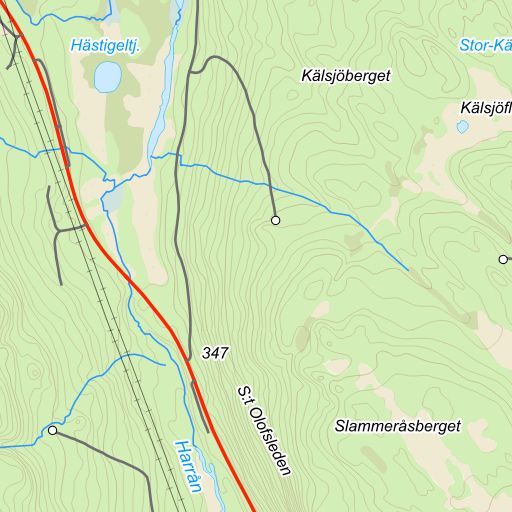 Hästigeltj.
Stor-Kä
Kälsjöberget
Kälsjöfl
347
S:t Olofsleden
Slammeråsberget
Harrån